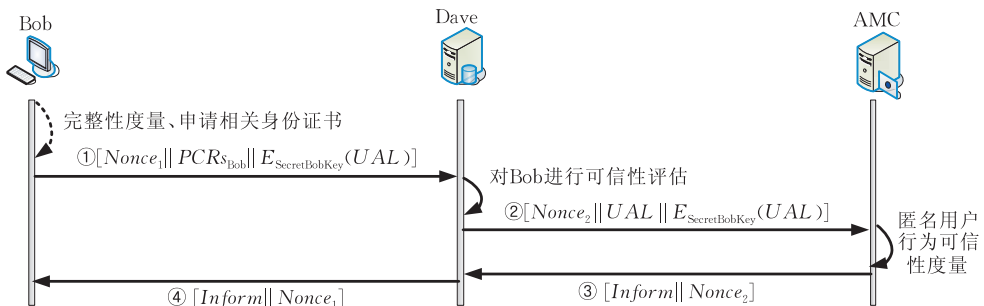 Bob
Dave
AMC
完整性度量、申请相关身份证书
①[Nonce₁‖PCRs_Bob‖E_SecretBobKey(UAL)]
对Bob进行可信性评估
②[Nonce₂‖UAL‖E_SecretBobKey(UAL)]
匿名用户
行为可信
性度量
③ [Inform‖Nonce₂]
④ [Inform‖Nonce₁]